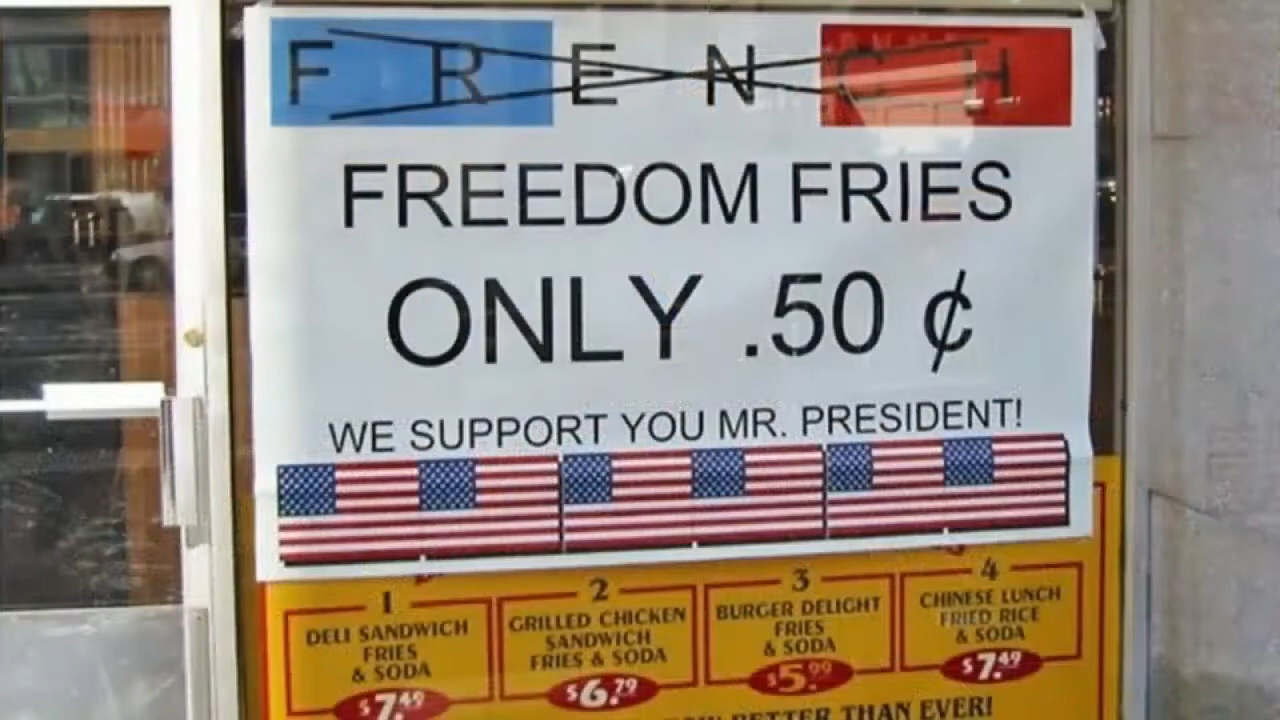 FRENCH
FREEDOM FRIES
ONLY .50 ¢
WE SUPPORT YOU MR. PRESIDENT!
1
DELI SANDWICH
FRIES
& SODA
$7.49
2
GRILLED CHICKEN
SANDWICH
FRIES & SODA
$6.79
3
BURGER DELIGHT
FRIES
& SODA
$5.99
4
CHINESE LUNCH
FRIED RICE
& SODA
$7.49
BETTER THAN EVER!